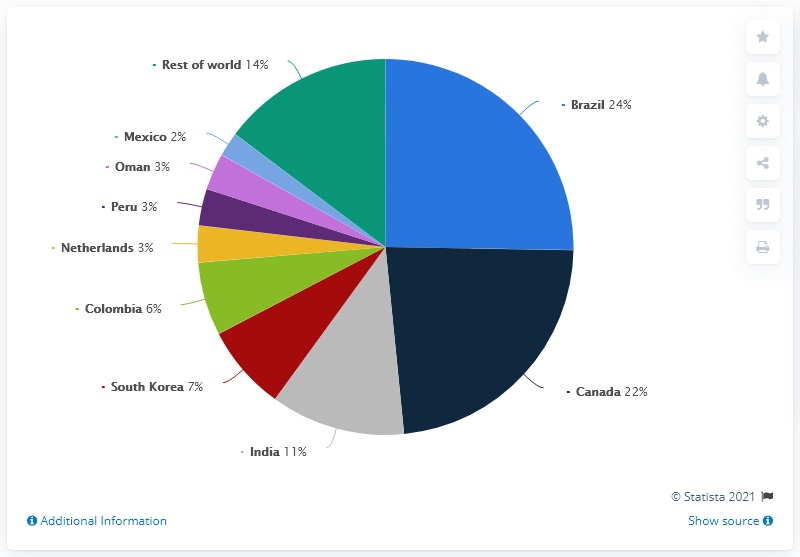 Rest of world 14%
Brazil 24%
Mexico 2%
Oman 3%
Peru 3%
Netherlands 3%
Colombia 6%
South Korea 7%
Canada 22%
India 11%
© Statista 2021
Additional Information
Show source